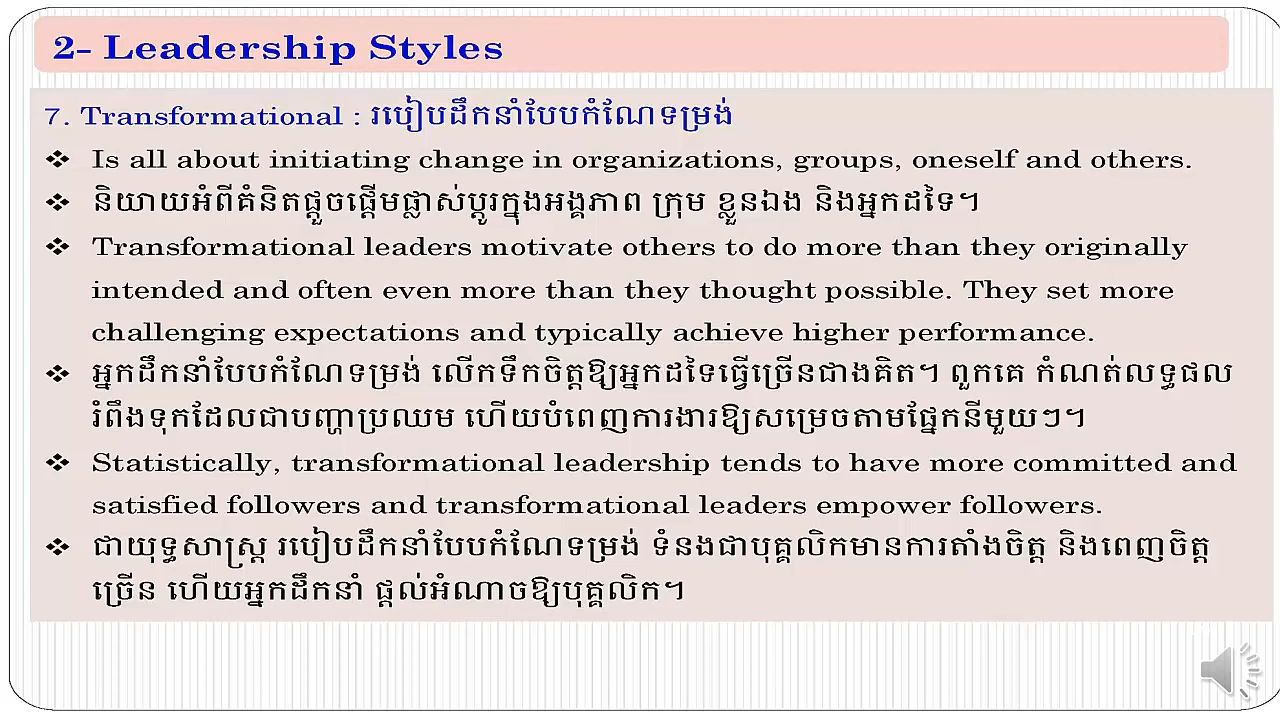 2- Leadership Styles
7. Transformational : របៀបដឹកនាំបែបកំណែទម្រង់
❖ Is all about initiating change in organizations, groups, oneself and others.
❖ និយាយអំពីគំនិតផ្តួចផ្តើមផ្លាស់ប្តូរក្នុងអង្គភាព ក្រុម ខ្លួនឯង និងអ្នកដទៃ។
❖ Transformational leaders motivate others to do more than they originally
intended and often even more than they thought possible. They set more
challenging expectations and typically achieve higher performance.
❖ អ្នកដឹកនាំបែបកំណែទម្រង់ លើកទឹកចិត្តឱ្យអ្នកដទៃធ្វើច្រើនជាងគិត។ ពួកគេ កំណត់លទ្ធផល
រំពឹងទុកដែលជាបញ្ហាប្រឈម ហើយបំពេញការងារឱ្យសម្រេចតាមផ្នែកនីមួយៗ។
❖ Statistically, transformational leadership tends to have more committed and
satisfied followers and transformational leaders empower followers.
❖ ជាយុទ្ធសាស្ត្រ របៀបដឹកនាំបែបកំណែទម្រង់ ទំនងជាបុគ្គលិកមានការតាំងចិត្ត និងពេញចិត្ត
ច្រើន ហើយអ្នកដឹកនាំ ផ្តល់អំណាចឱ្យបុគ្គលិក។